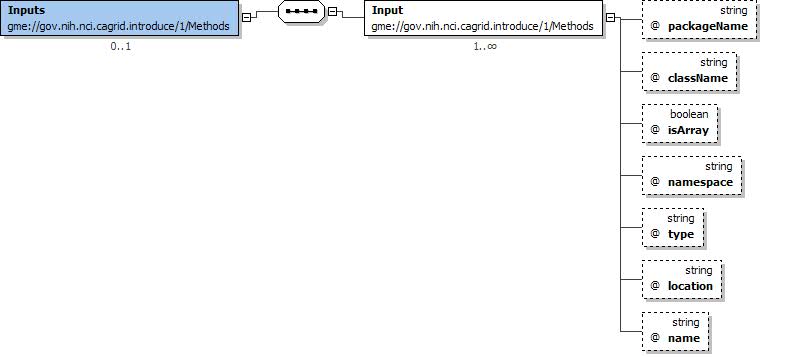 Inputs
gme://gov.nih.nci.cagrid.introduce/1/Methods
0..1
Input
gme://gov.nih.nci.cagrid.introduce/1/Methods
1..∞
string
@ packageName
string
@ className
boolean
@ isArray
string
@ namespace
string
@ type
string
@ location
string
@ name